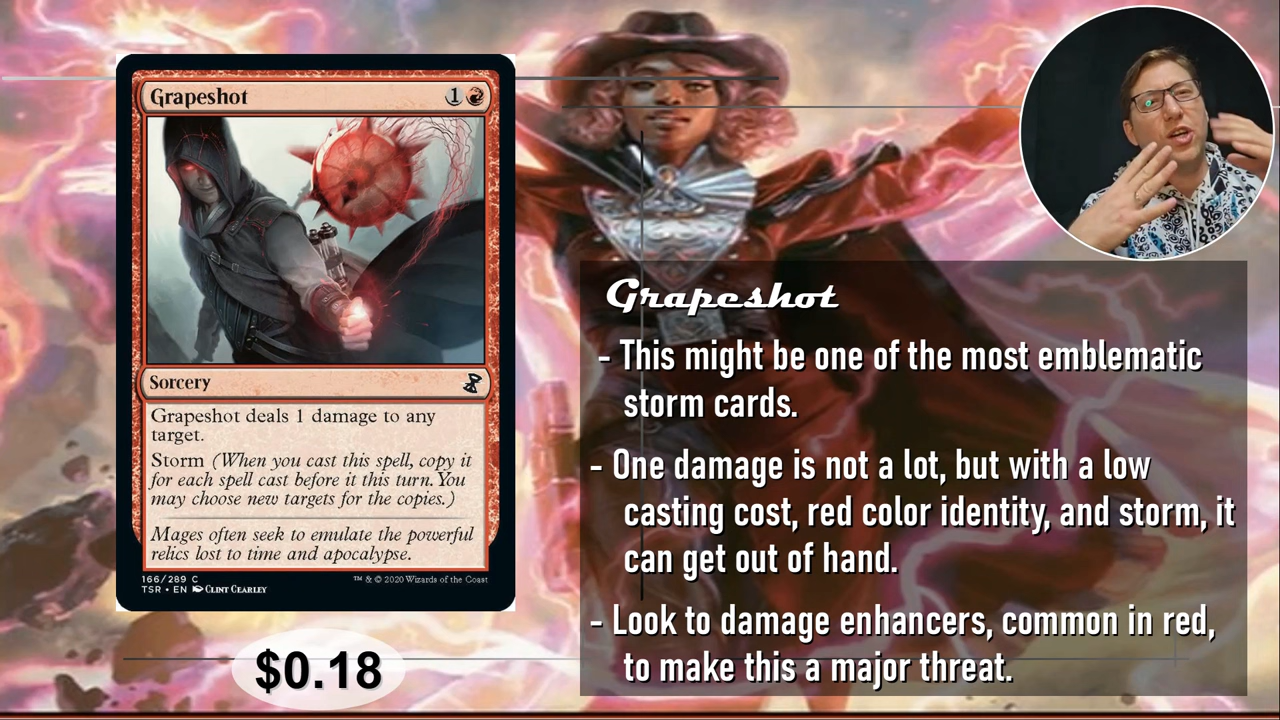 Grapeshot 1
Sorcery
Grapeshot deals 1 damage to any
target.
Storm (When you cast this spell, copy it
for each spell cast before it this turn. You
may choose new targets for the copies.)
Mages often seek to emulate the powerful
relics lost to time and apocalypse.
166/289 C
TSR • EN CLINT CEARLEY
™ & © 2020 Wizards of the Coast
$0.18
Grapeshot
- This might be one of the most emblematic
storm cards.
- One damage is not a lot, but with a low
casting cost, red color identity, and storm, it
can get out of hand.
- Look to damage enhancers, common in red,
to make this a major threat.